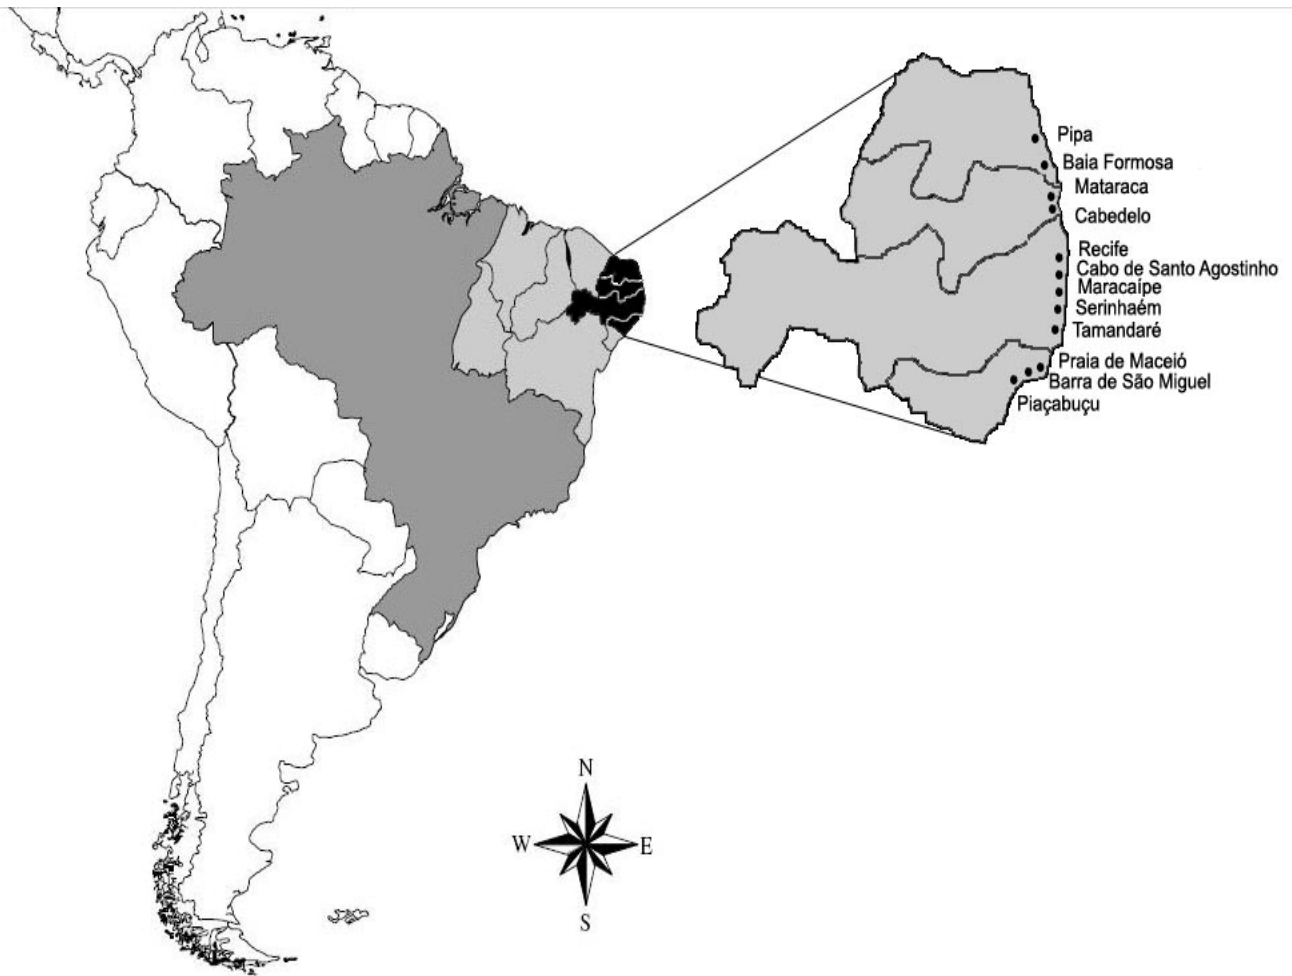 Pipa
Baia Formosa
Mataraca
Cabedelo
Recife
Cabo de Santo Agostinho
Maracaípe
Serinhaém
Tamandaré
Praia de Maceió
Barra de São Miguel
Piaçabuçu
N
W
E
S